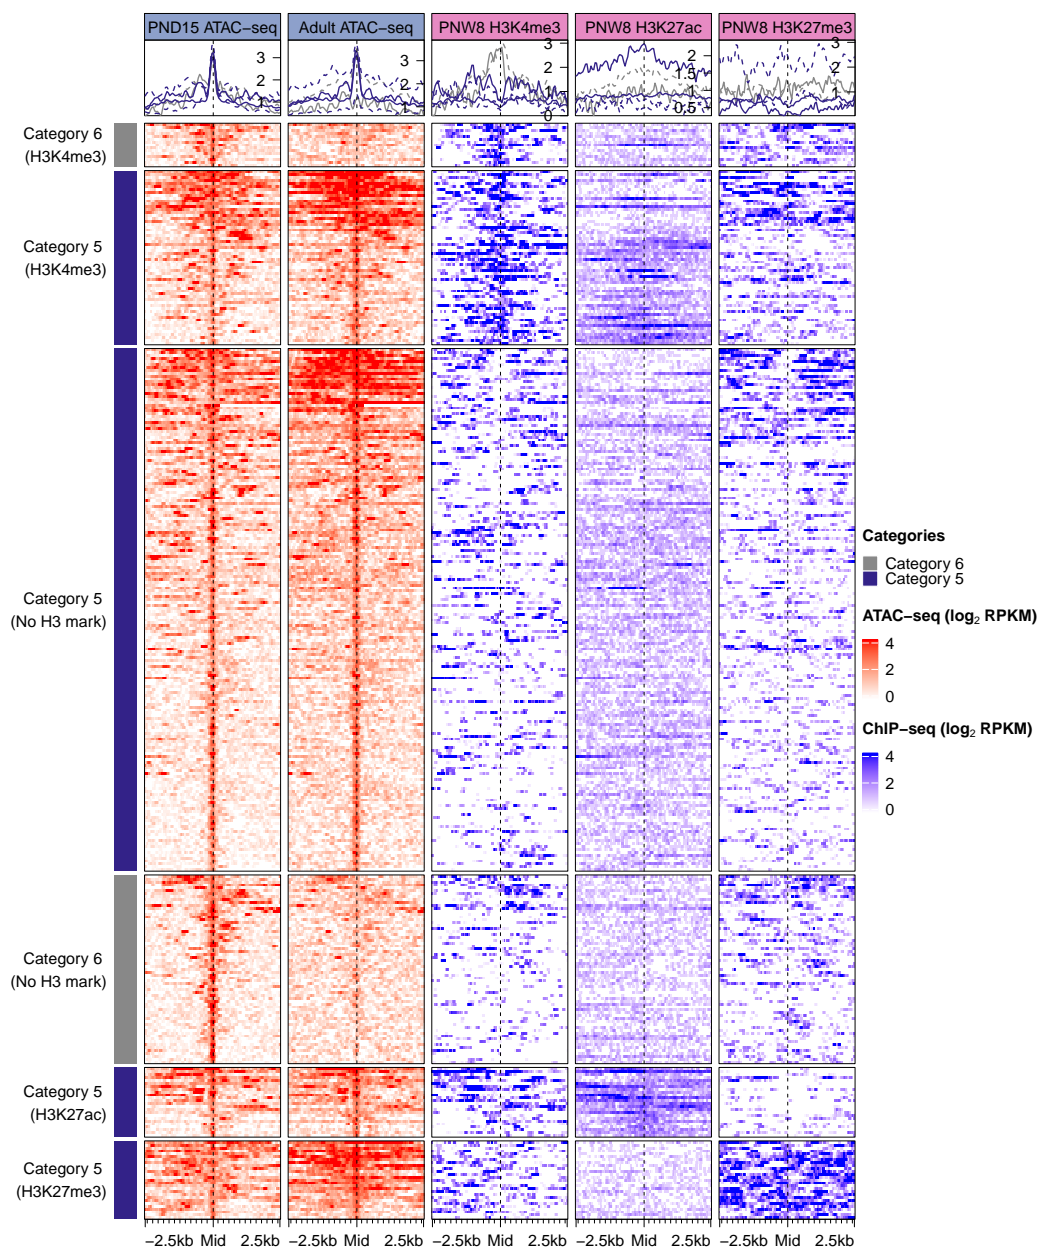 PND15 ATAC−seq
Adult ATAC−seq
PNW8 H3K4me3
PNW8 H3K27ac
PNW8 H3K27me3
3
2
1
3
2
1
3
2
1
0
2
1.5
1
0.5
3
2
1
0
Category 6
(H3K4me3)
Category 5
(H3K4me3)
Category 5
(No H3 mark)
Category 6
(No H3 mark)
Category 5
(H3K27ac)
Category 5
(H3K27me3)
−2.5kb Mid 2.5kb
−2.5kb Mid 2.5kb
−2.5kb Mid 2.5kb
−2.5kb Mid 2.5kb
−2.5kb Mid 2.5kb
Categories
Category 6
Category 5
ATAC−seq (log₂ RPKM)
4
2
0
ChIP−seq (log₂ RPKM)
4
2
0